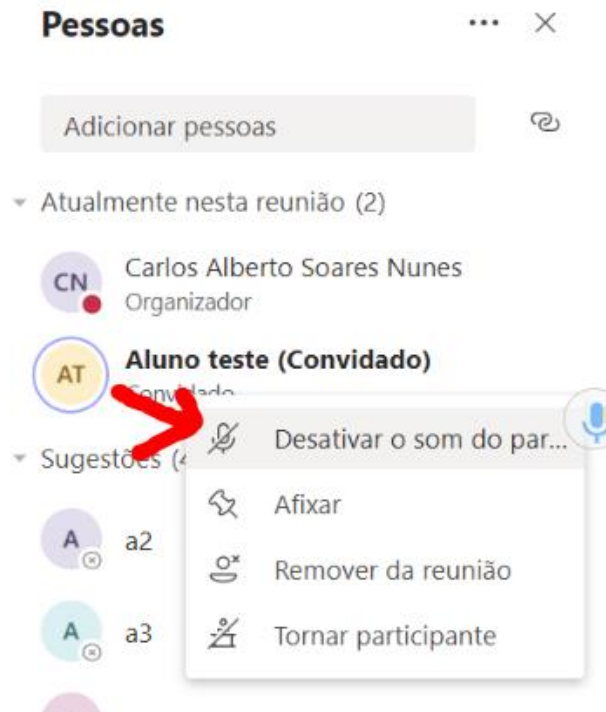 Pessoas
Adicionar pessoas
Atualmente nesta reunião (2)
CN
Carlos Alberto Soares Nunes
Organizador
AT
Aluno teste (Convidado)
Convidado
Desativar o som do par...
Sugestões (
Afixar
A
a2
Remover da reunião
A
a3
Tornar participante